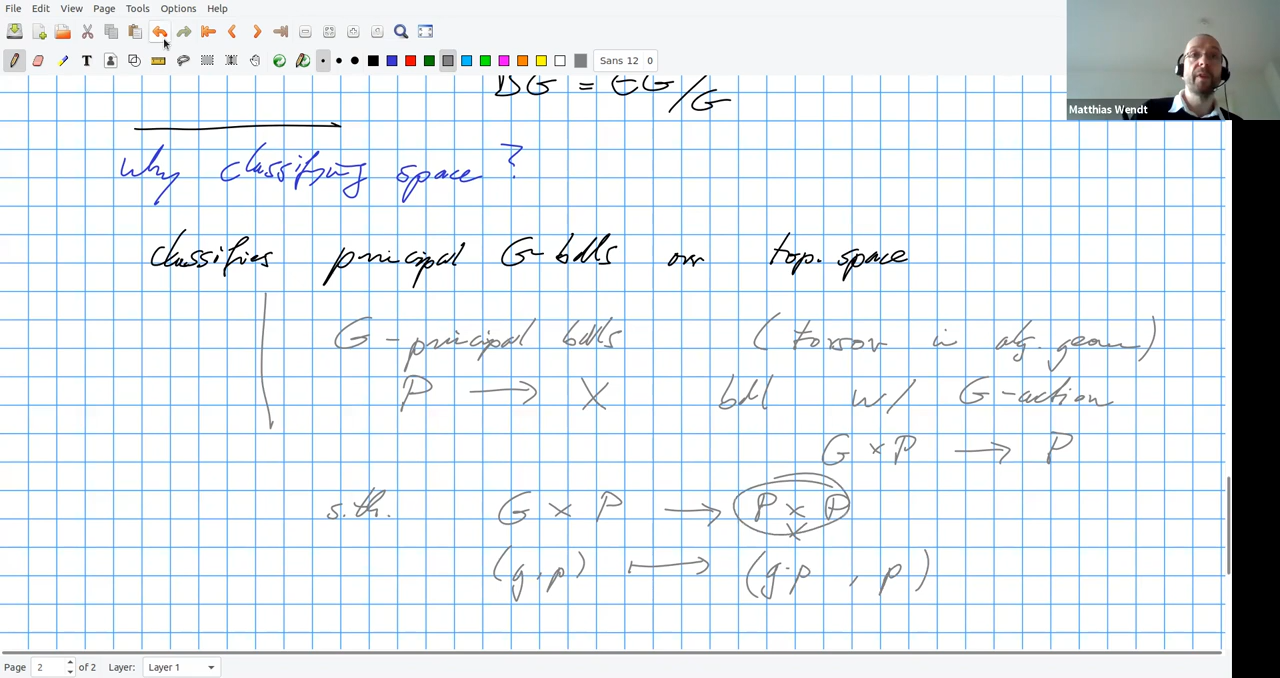 File Edit View Page Tools Options Help
Sans 12 0
Matthias Wendt
BG = EG/G
Why classifying space?
classifies principal G-bdls over top. space
G-principal bdls (torsor in alg. geom)
P → X bdl w/ G-action
G × P → P
s.th. G × P → P ×_X P
(g,p) ↦ (g·p, p)
Page 2 of 2 Layer: Layer 1